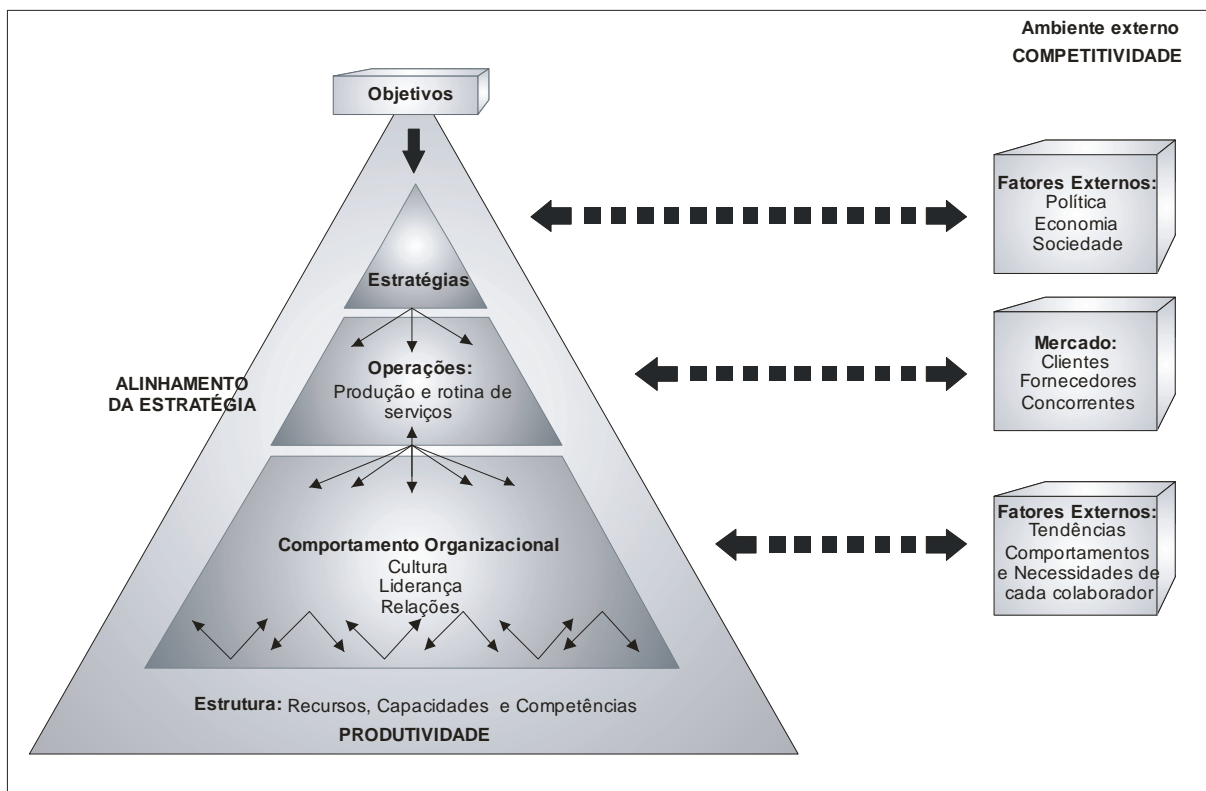 Ambiente externo
COMPETITIVIDADE
Objetivos
Fatores Externos:
Política
Economia
Sociedade
Estratégias
Mercado:
Clientes
Fornecedores
Concorrentes
Operações:
Produção e rotina de
serviços
ALINHAMENTO
DA ESTRATÉGIA
Fatores Externos:
Tendências
Comportamentos
e Necessidades de
cada colaborador
Comportamento Organizacional
Cultura
Liderança
Relações
Estrutura: Recursos, Capacidades e Competências
PRODUTIVIDADE